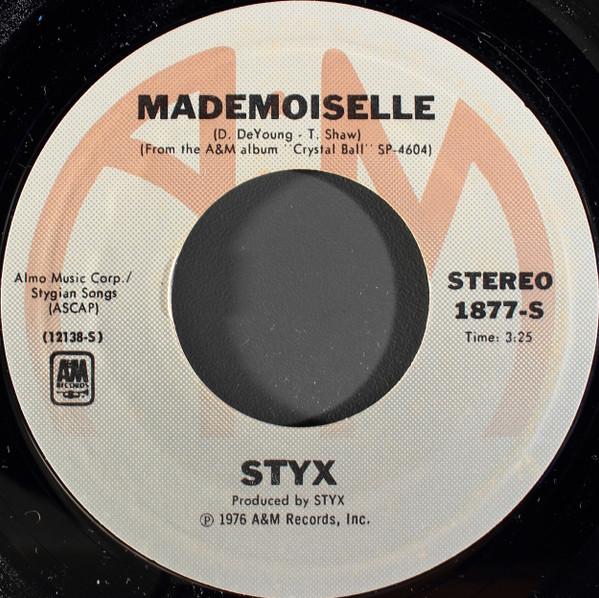 MADEMOISELLE
(D. DeYoung - T. Shaw)
(From the A&M album "Crystal Ball" SP-4604)
Almo Music Corp./
Stygian Songs
(ASCAP)
(12138-S)
A&M
RECORDS
STEREO
1877-S
Time: 3:25
STYX
Produced by STYX
℗ 1976 A&M Records, Inc.